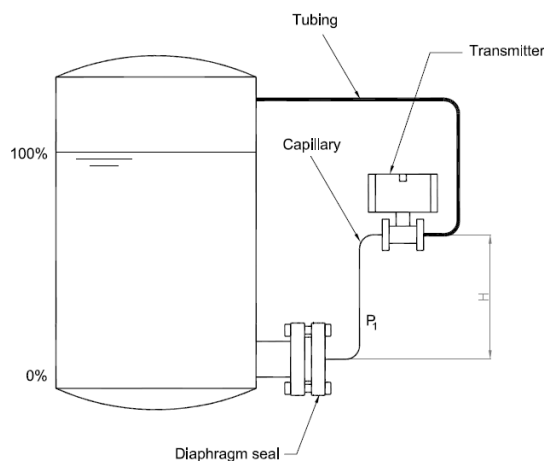 Tubing
Transmitter
100%
Capillary
H
P1
0%
Diaphragm seal